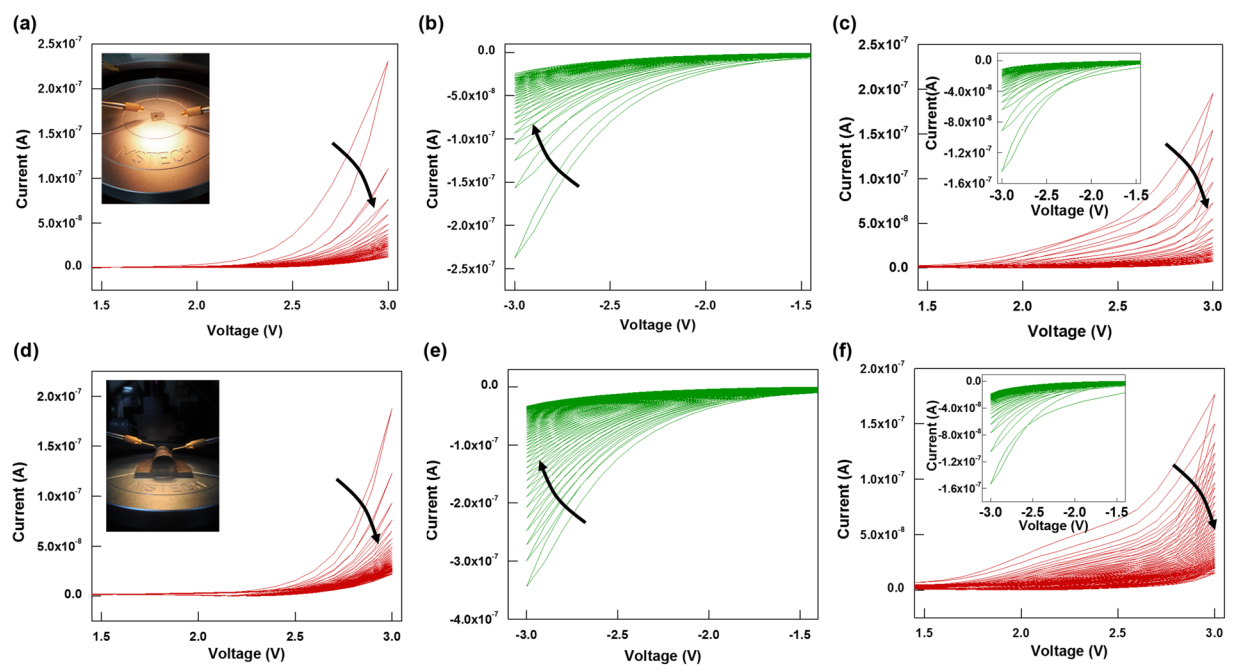 (a)
2.5x10⁻⁷
2.0x10⁻⁷
1.5x10⁻⁷
1.0x10⁻⁷
5.0x10⁻⁸
0.0
Current (A)
1.5
2.0
2.5
3.0
Voltage (V)
(b)
0.0
-5.0x10⁻⁸
-1.0x10⁻⁷
-1.5x10⁻⁷
-2.0x10⁻⁷
-2.5x10⁻⁷
Current (A)
-3.0
-2.5
-2.0
-1.5
Voltage (V)
(c)
2.5x10⁻⁷
2.0x10⁻⁷
1.5x10⁻⁷
1.0x10⁻⁷
5.0x10⁻⁸
0.0
Current (A)
1.5
2.0
2.5
3.0
Voltage (V)
0.0
-4.0x10⁻⁸
-8.0x10⁻⁸
-1.2x10⁻⁷
-1.6x10⁻⁷
Current(A)
-3.0
-2.5
-2.0
-1.5
Voltage (V)
(d)
2.0x10⁻⁷
1.5x10⁻⁷
1.0x10⁻⁷
5.0x10⁻⁸
0.0
Current (A)
1.5
2.0
2.5
3.0
Voltage (V)
(e)
0.0
-1.0x10⁻⁷
-2.0x10⁻⁷
-3.0x10⁻⁷
-4.0x10⁻⁷
Current (A)
-3.0
-2.5
-2.0
-1.5
Voltage (V)
(f)
2.0x10⁻⁷
1.5x10⁻⁷
1.0x10⁻⁷
5.0x10⁻⁸
0.0
Current (A)
1.5
2.0
2.5
3.0
Voltage (V)
0.0
-4.0x10⁻⁸
-8.0x10⁻⁸
-1.2x10⁻⁷
-1.6x10⁻⁷
Current (A)
-3.0
-2.5
-2.0
-1.5
Voltage (V)